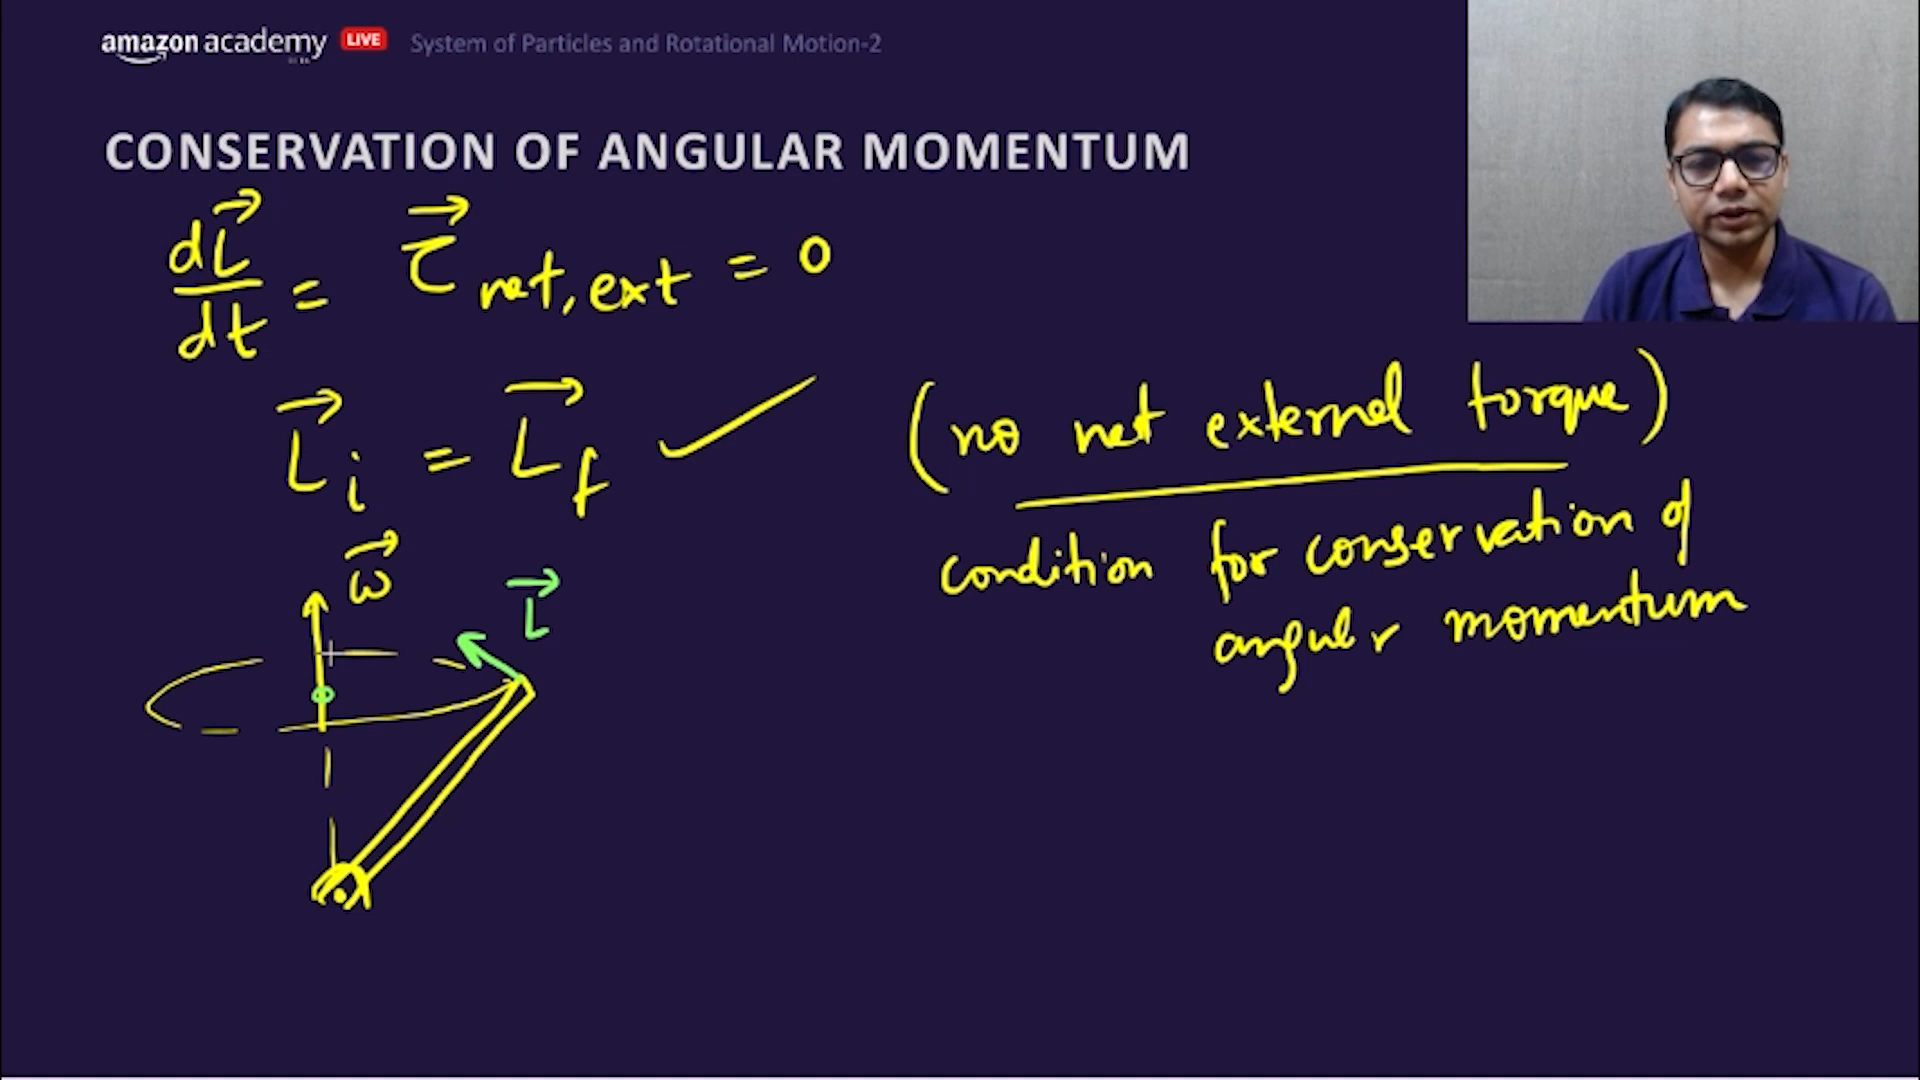 amazon academy LIVE System of Particles and Rotational Motion-2
CONSERVATION OF ANGULAR MOMENTUM
dL⃗/dt = τ⃗ net, ext = 0
L⃗i = L⃗f ✓
(no net external torque)
condition for conservation of
angular momentum
ω⃗
L⃗